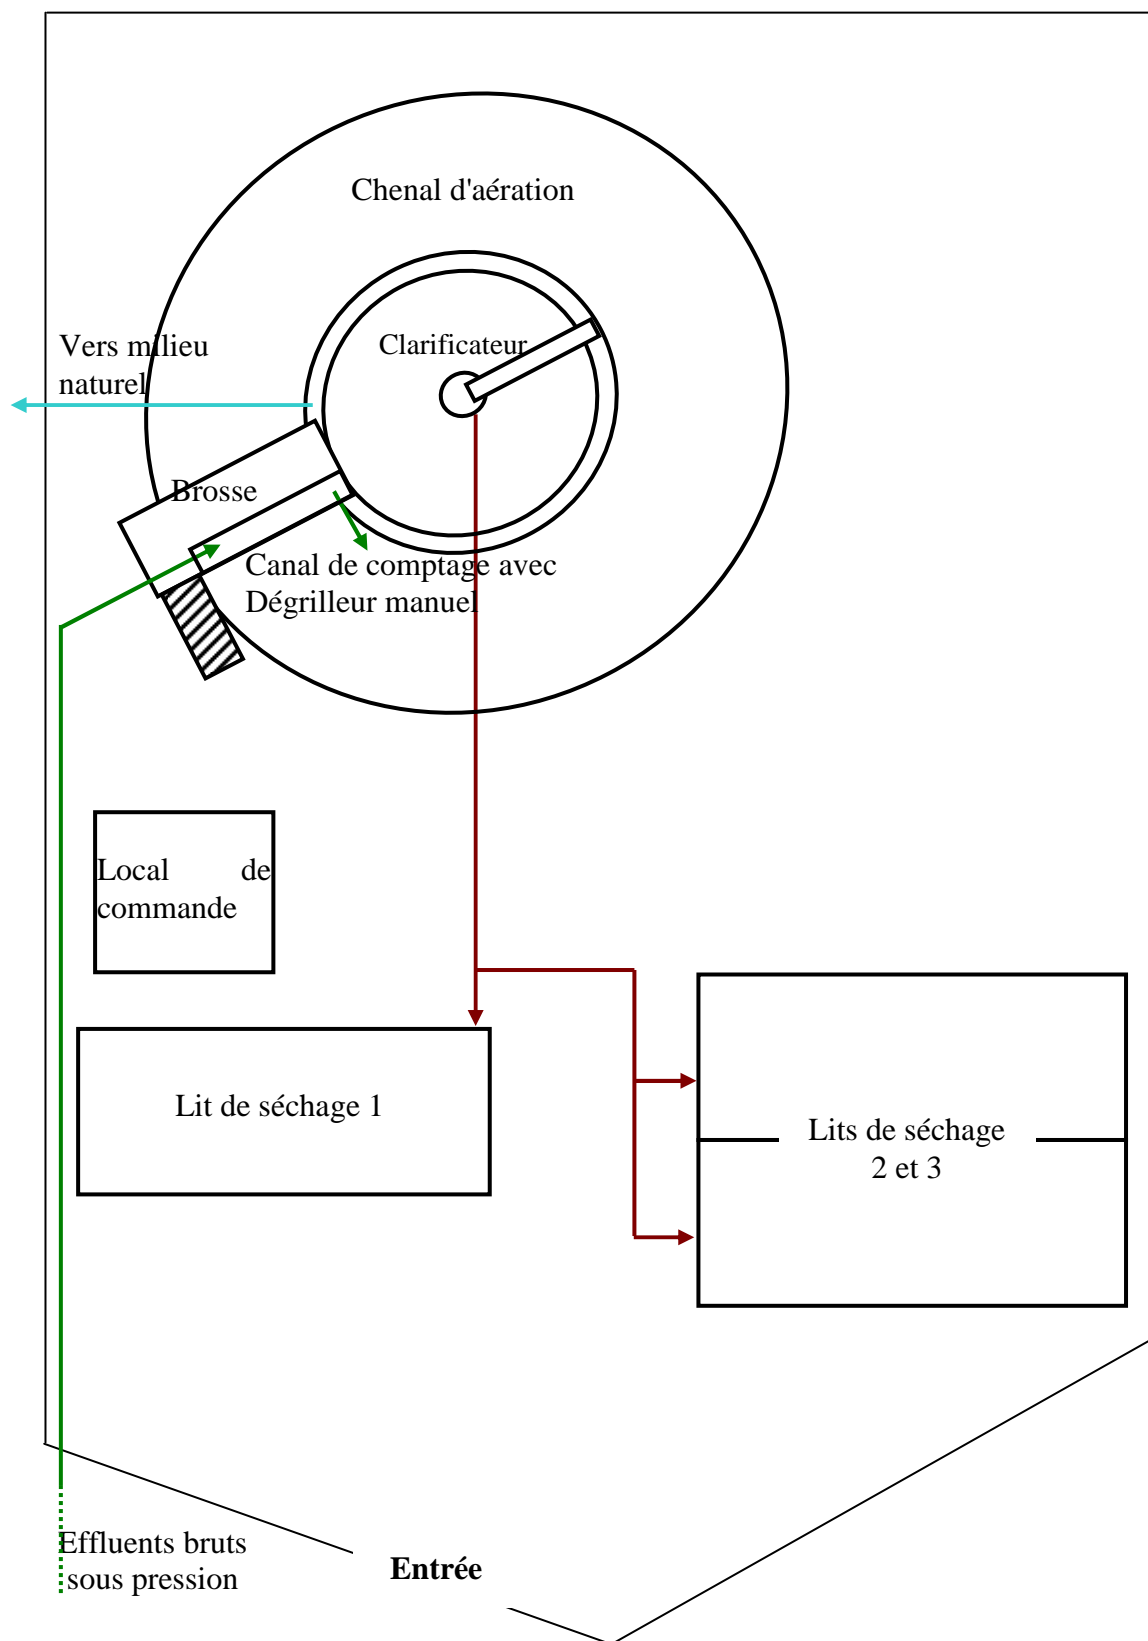 Chenal d'aération
Clarificateur
Vers milieu
naturel
Brosse
Canal de comptage avec
Dégrilleur manuel
Local de
commande
Lit de séchage 1
Lits de séchage
2 et 3
Effluents bruts
sous pression
Entrée